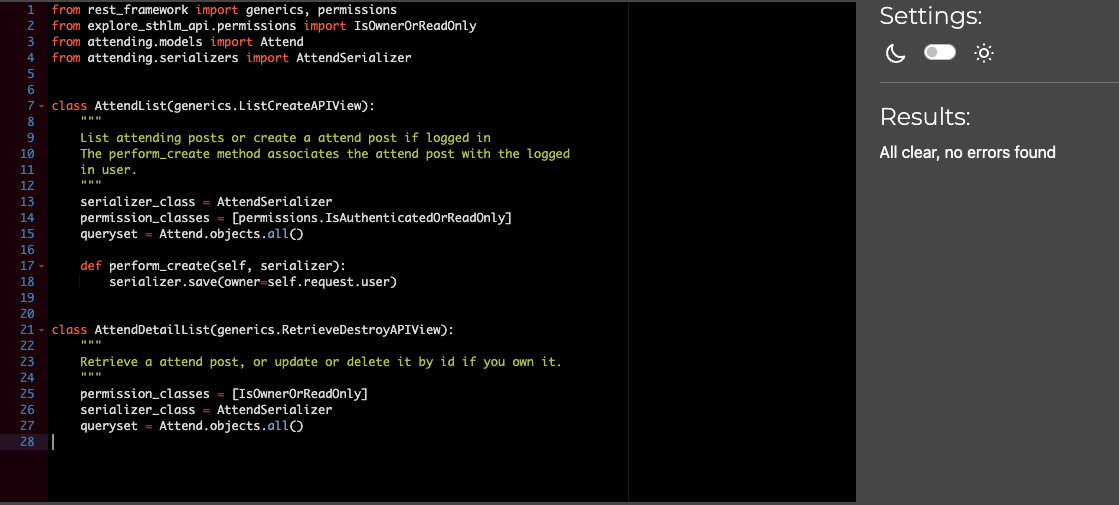 1 from rest_framework import generics, permissions
2 from explore_sthlm_api.permissions import IsOwnerOrReadOnly
3 from attending.models import Attend
4 from attending.serializers import AttendSerializer
5
6
7 class AttendList(generics.ListCreateAPIView):
8     """
9     List attending posts or create a attend post if logged in
10     The perform_create method associates the attend post with the logged
11     in user.
12     """
13     serializer_class = AttendSerializer
14     permission_classes = [permissions.IsAuthenticatedOrReadOnly]
15     queryset = Attend.objects.all()
16
17     def perform_create(self, serializer):
18         serializer.save(owner=self.request.user)
19
20
21 class AttendDetailList(generics.RetrieveDestroyAPIView):
22     """
23     Retrieve a attend post, or update or delete it by id if you own it.
24     """
25     permission_classes = [IsOwnerOrReadOnly]
26     serializer_class = AttendSerializer
27     queryset = Attend.objects.all()
28
Settings:
Results:
All clear, no errors found